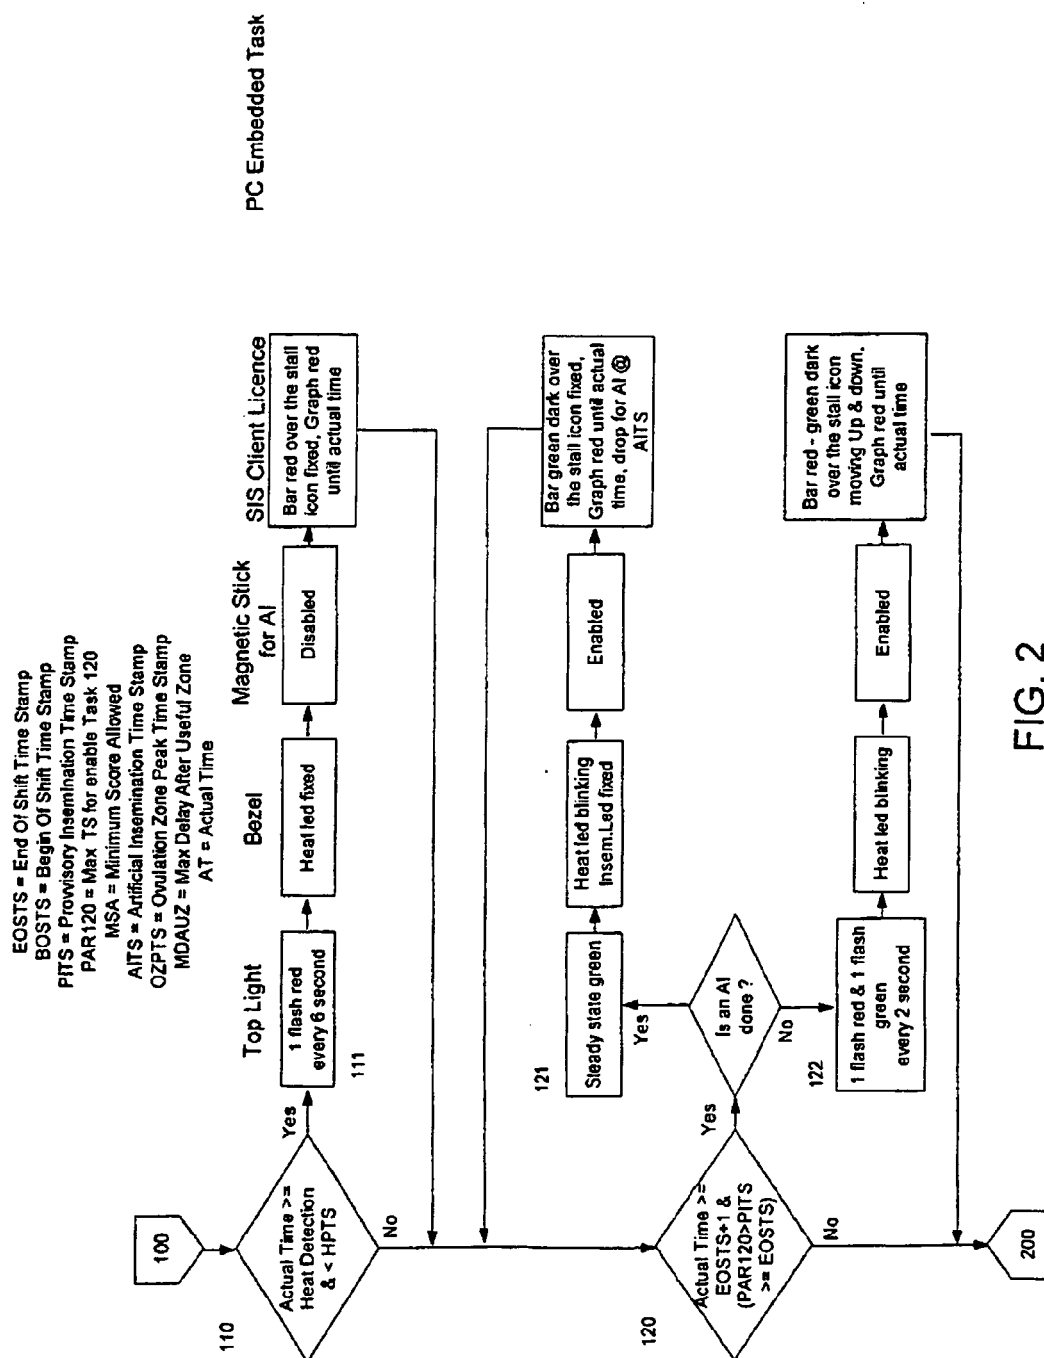 EOSTS = End Of Shift Time Stamp
BOSTS = Begin Of Shift Time Stamp
PITS = Provvisory Insemination Time Stamp
PAR120 = Max TS for enable Task 120
MSA = Minimum Score Allowed
AITS = Artificial Insemination Time Stamp
OZPTS = Ovulation Zone Peak Time Stamp
MDAUZ = Max Delay After Useful Zone
AT = Actual Time
PC Embedded Task
Top Light
Bezel
Magnetic Stick
for AI
SIS Client Licence
100
110
Actual Time >=
Heat Detection
& < HPTS
Yes
No
111
1 flash red
every 6 second
Heat led fixed
Disabled
Bar red over the stall
icon fixed, Graph red
until actual time
120
Actual Time >=
EOSTS+1 &
(PAR120>PITS
>= EOSTS)
Yes
No
Is an AI
done ?
Yes
No
121
Steady state green
Heat led blinking
Insem.Led fixed
Enabled
Bar green dark over
the stall icon fixed,
Graph red until actual
time, drop for AI @
AITS
122
1 flash red & 1 flash
green
every 2 second
Heat led blinking
Enabled
Bar red - green dark
over the stall icon
moving Up & down,
Graph red until
actual time
200
FIG. 2